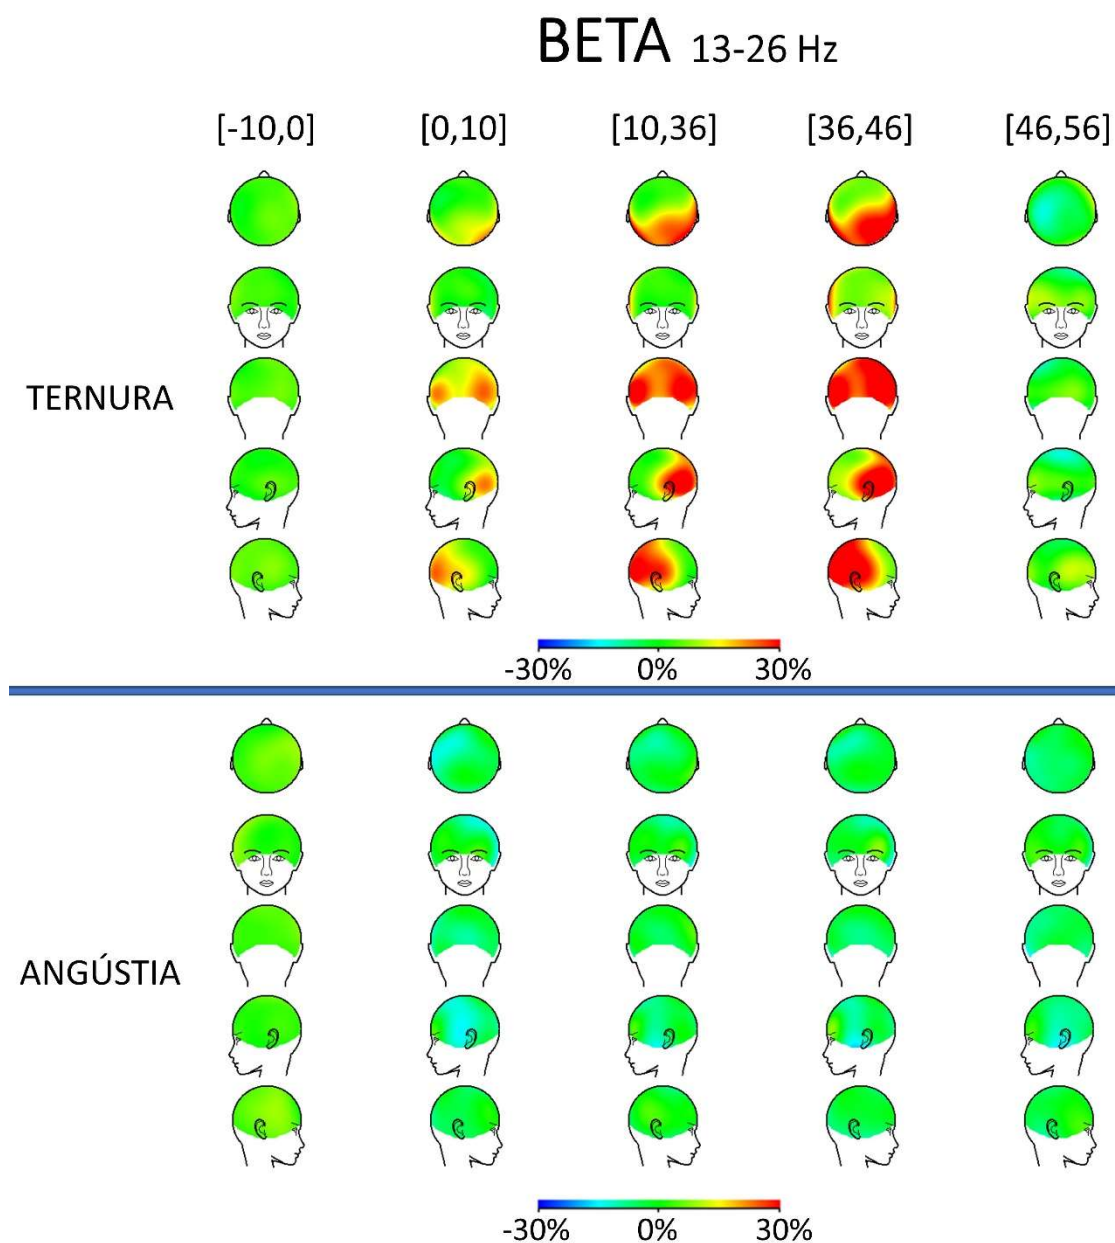 BETA 13-26 Hz
[-10,0] [0,10] [10,36] [36,46] [46,56]
TERNURA
-30% 0% 30%
ANGÚSTIA
-30% 0% 30%